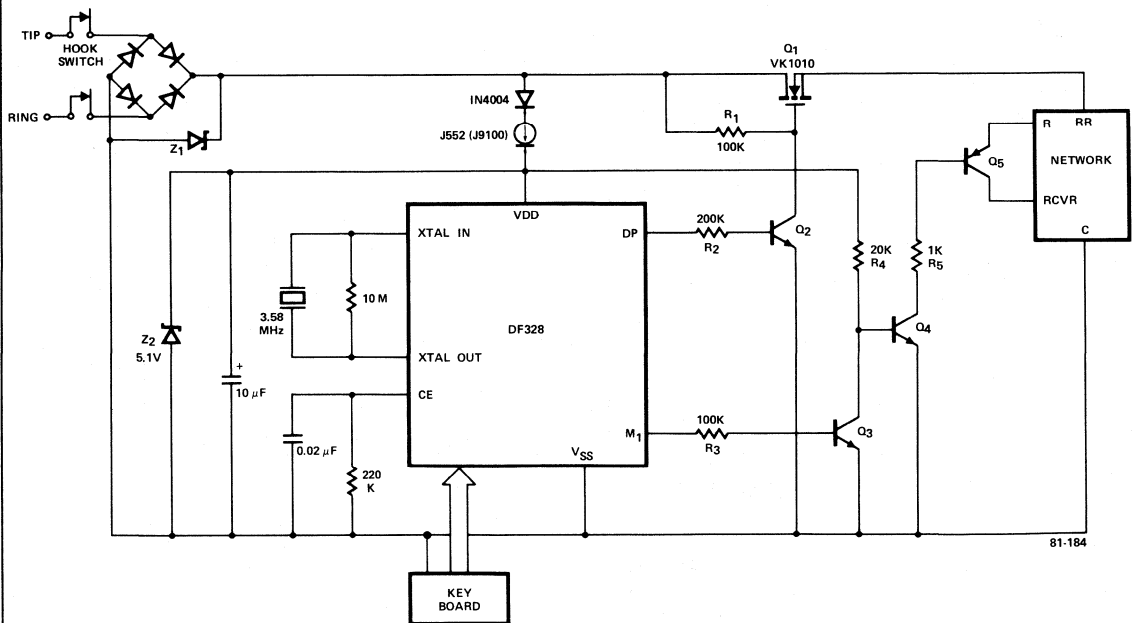 TIP
HOOK
SWITCH
RING
Z1
IN4004
J552 (J9100)
Q1
VK1010
R1
100K
R
RR
NETWORK
RCVR
C
Q5
VDD
XTAL IN
DP
200K
R2
Q2
20K
R4
1K
R5
10 M
3.58
MHz
DF328
Q4
Z2
5.1V
XTAL OUT
+
10 μF
CE
0.02 μF
220
K
M1
100K
R3
Q3
VSS
81-184
KEY
BOARD